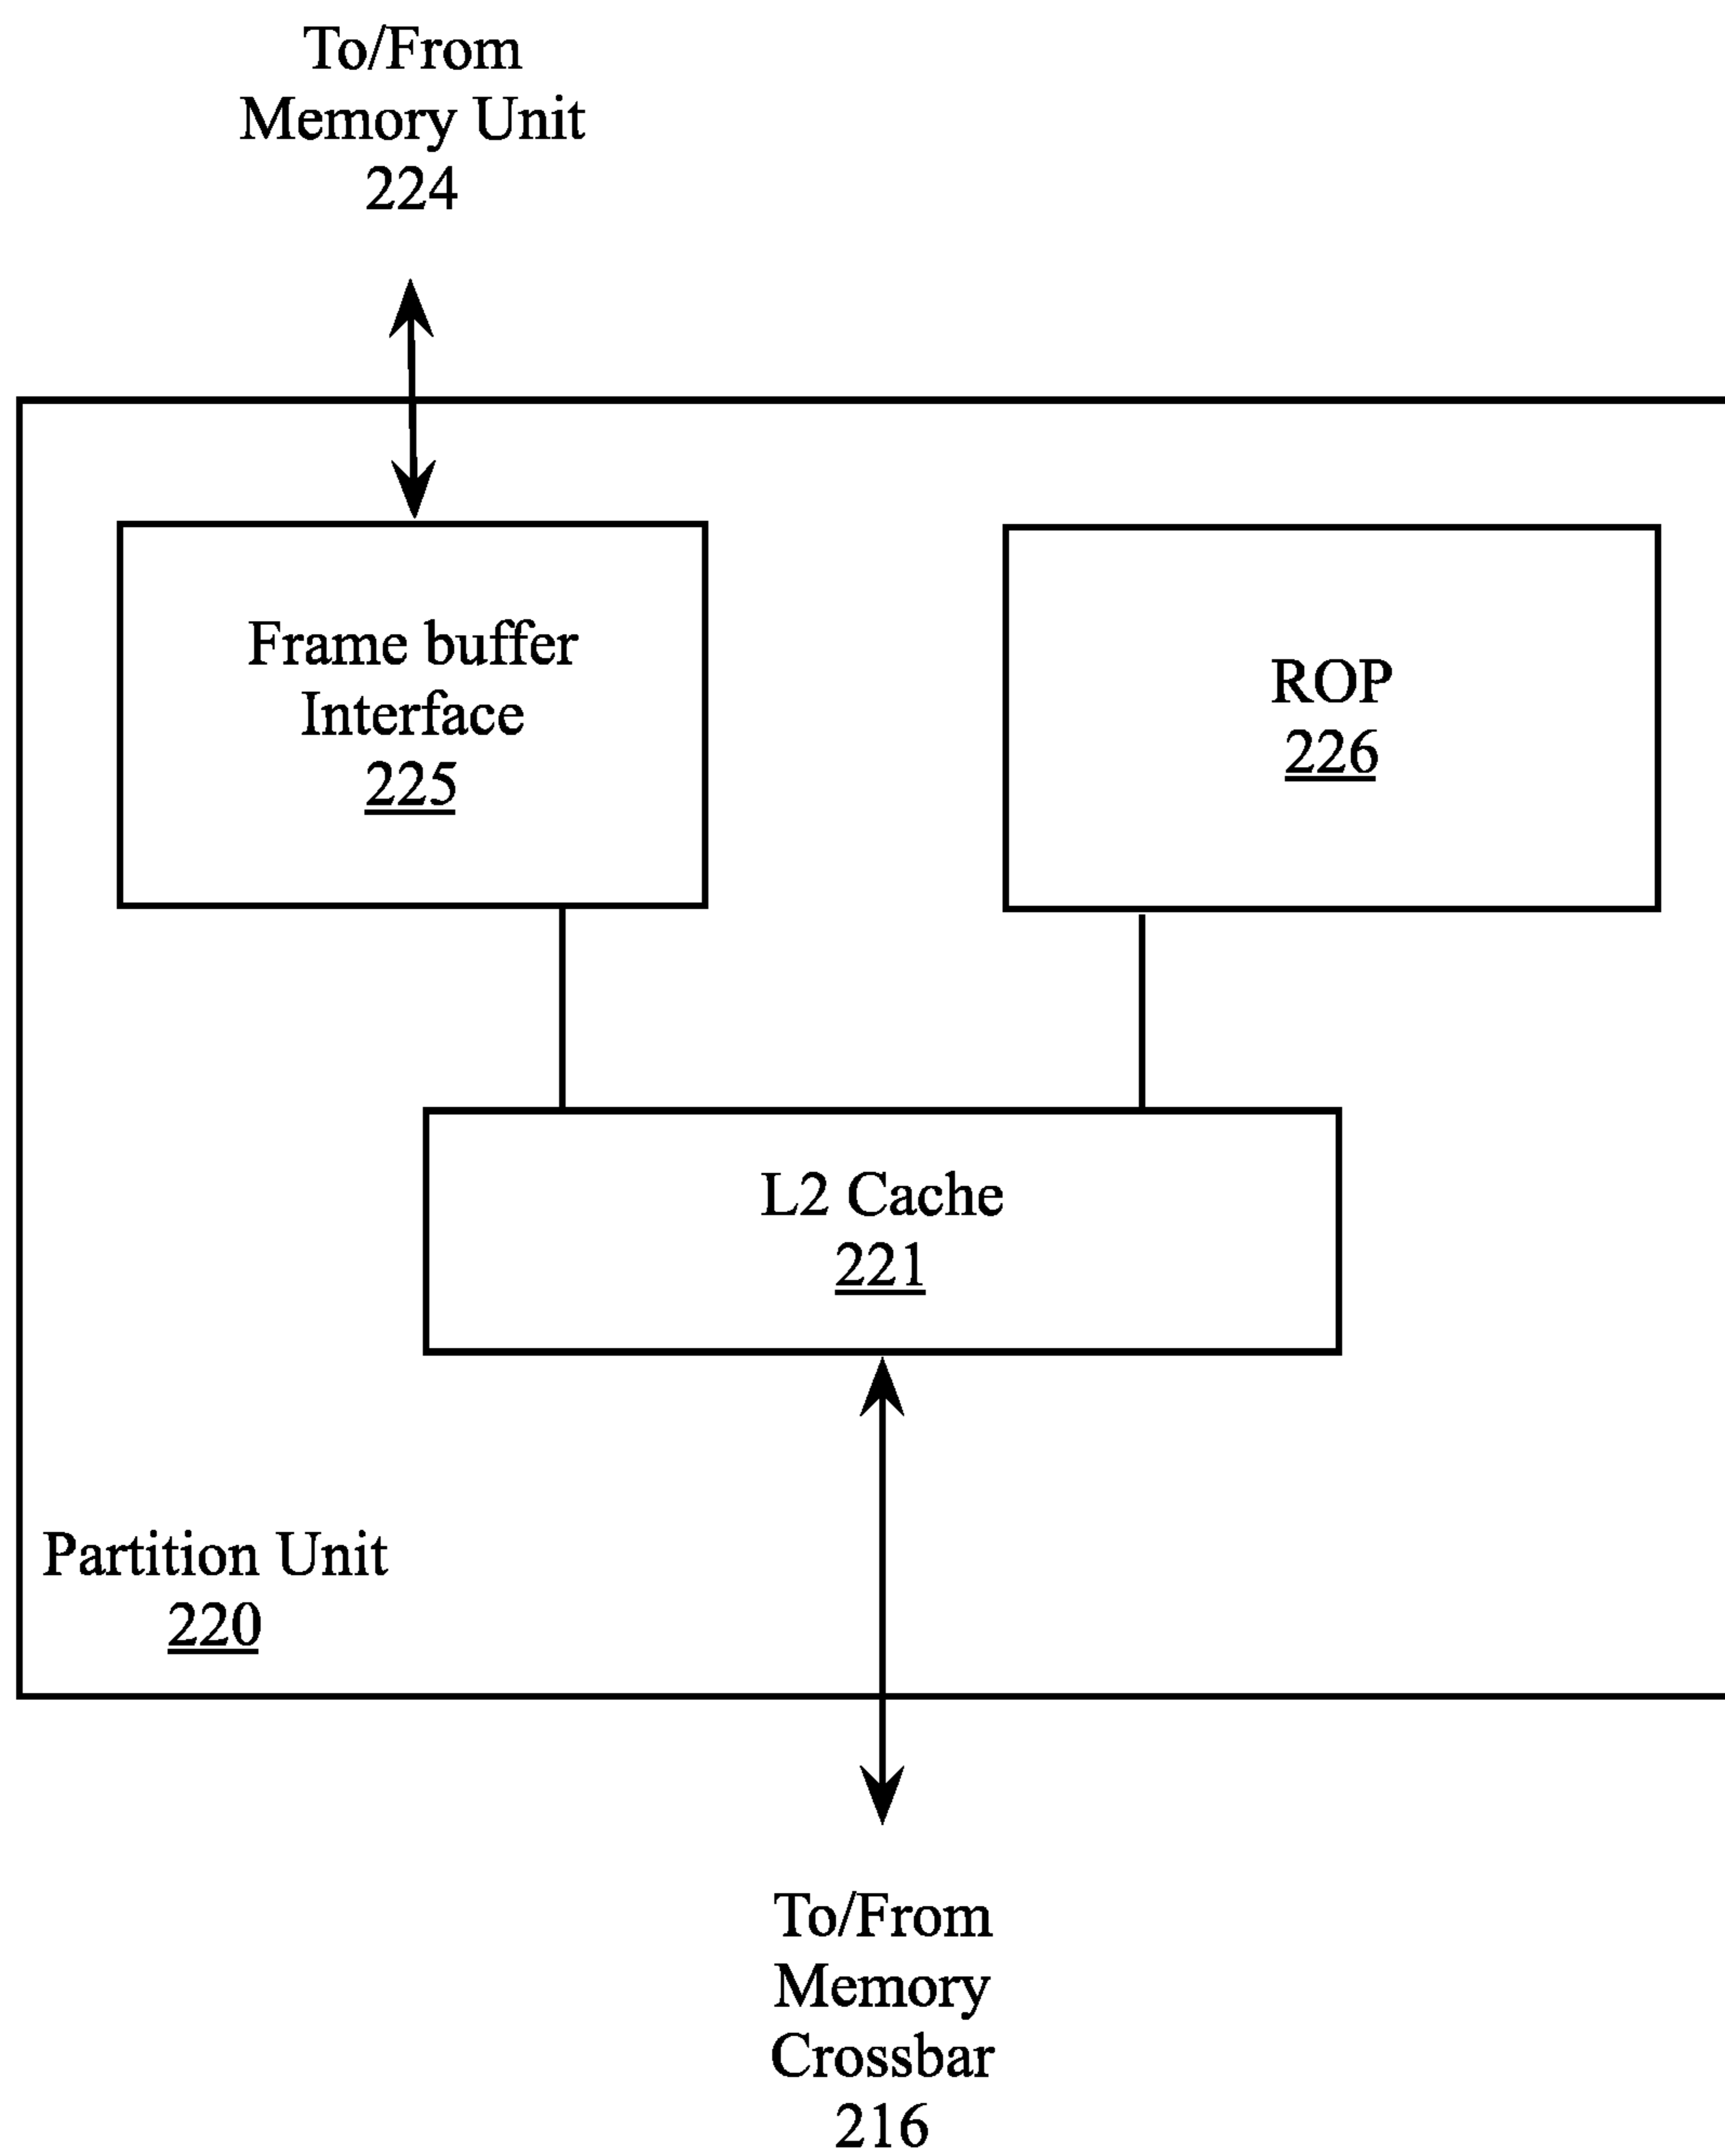 To/From
Memory Unit
224
Frame buffer
Interface
225
ROP
226
L2 Cache
221
Partition Unit
220
To/From
Memory
Crossbar
216